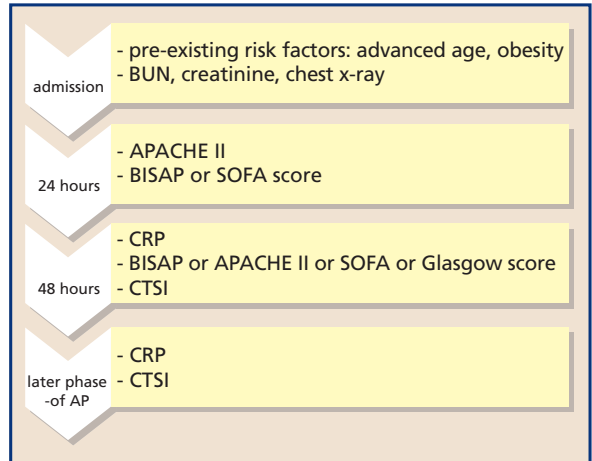 admission
- pre-existing risk factors: advanced age, obesity
- BUN, creatinine, chest x-ray
24 hours
- APACHE II
- BISAP or SOFA score
48 hours
- CRP
- BISAP or APACHE II or SOFA or Glasgow score
- CTSI
later phase
-of AP
- CRP
- CTSI